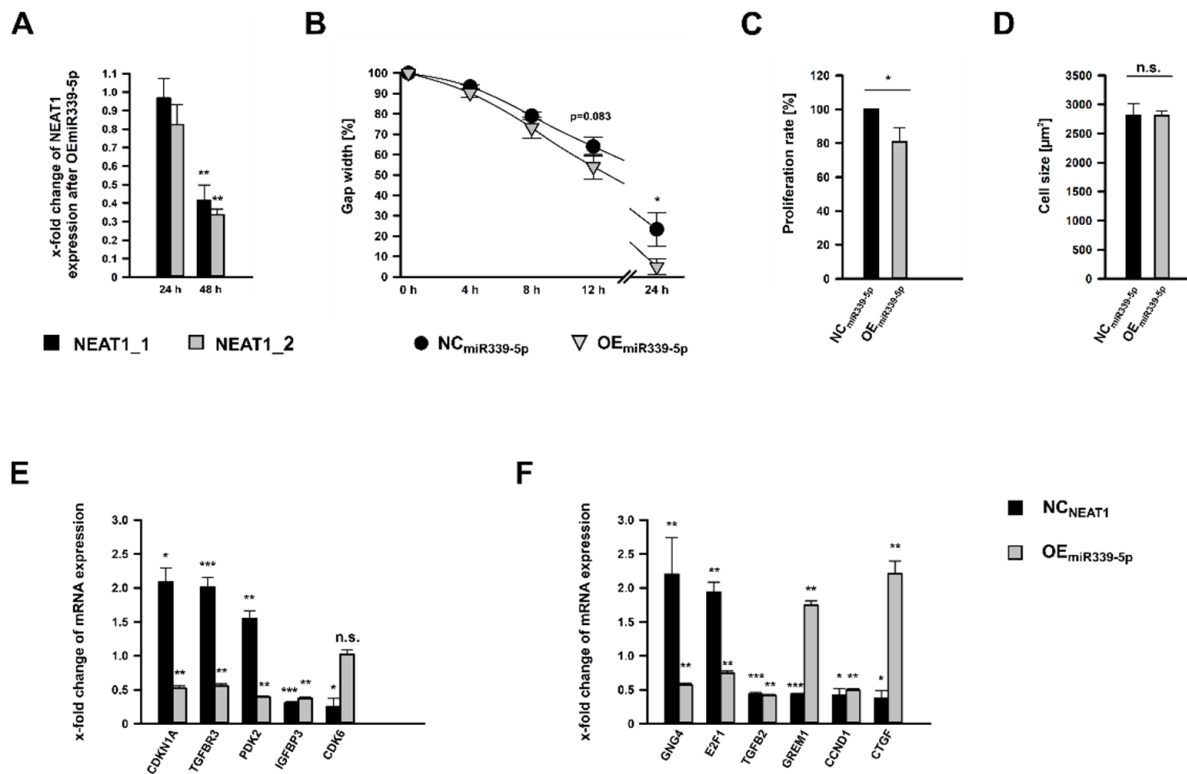 A
B
C
D
x-fold change of NEAT1
expression after OEmiR339-5p
1.1
1.0
0.9
0.8
0.7
0.6
0.5
0.4
0.3
0.2
0.1
0
**
**
24 h
48 h
NEAT1_1
NEAT1_2
Gap width [%]
100
90
80
70
60
50
40
30
20
10
0
p=0.083
*
0 h
4 h
8 h
12 h
24 h
NCmiR339-5p
OEmiR339-5p
Proliferation rate [%]
120
100
80
60
40
20
0
*
NCmiR339-5p
OEmiR339-5p
Cell size [µm²]
3500
3000
2500
2000
1750
1500
1000
500
0
n.s.
NCmiR339-5p
OEmiR339-5p
E
F
x-fold change of mRNA expression
3.0
2.5
2.0
1.5
1.0
0.5
0
*
**
***
**
**
**
***
**
*
n.s.
CDKN1A
TGFBR3
PDK2
IGFBP3
CDK6
x-fold change of mRNA expression
3.0
2.5
2.0
1.5
1.0
0.5
0
**
**
**
**
***
**
***
**
*
**
*
**
GNG4
E2F1
TGFB2
GREM1
CCND1
CTGF
NCNEAT1
OEmiR339-5p